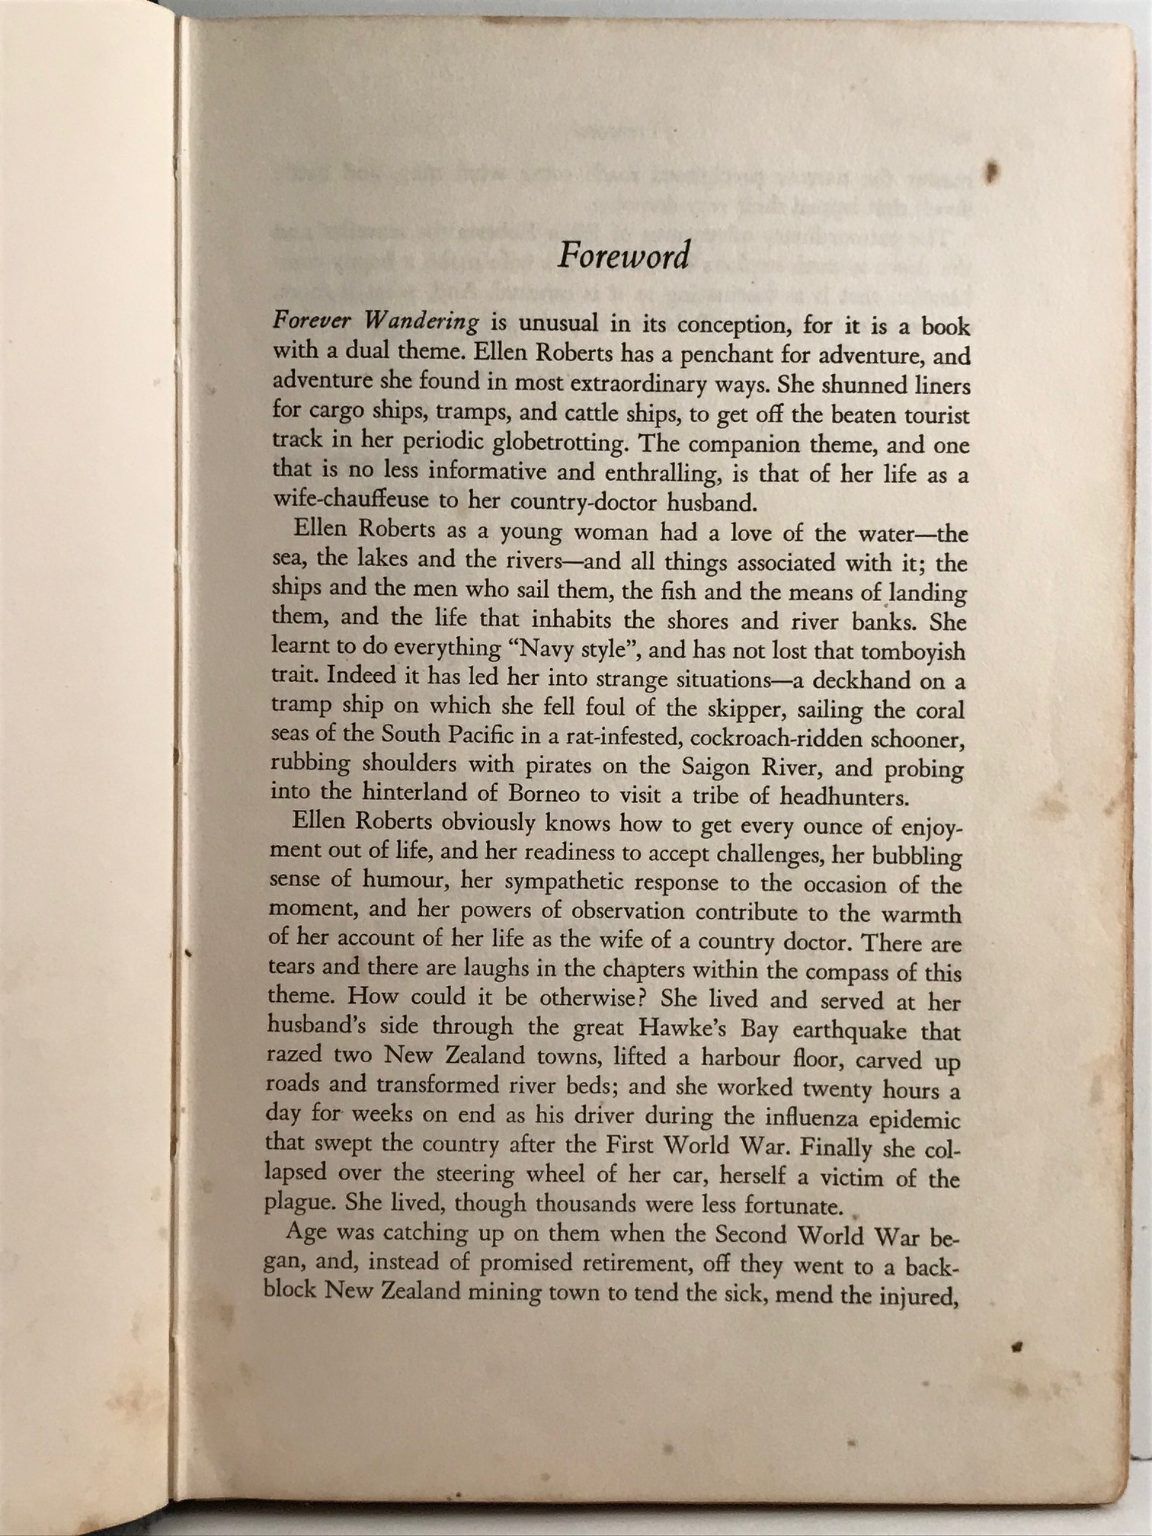 Foreword
Forever Wandering is unusual in its conception, for it is a book
with a dual theme. Ellen Roberts has a penchant for adventure, and
adventure she found in most extraordinary ways. She shunned liners
for cargo ships, tramps, and cattle ships, to get off the beaten tourist
track in her periodic globetrotting. The companion theme, and one
that is no less informative and enthralling, is that of her life as a
wife-chauffeuse to her country-doctor husband.
Ellen Roberts as a young woman had a love of the water—the
sea, the lakes and the rivers—and all things associated with it; the
ships and the men who sail them, the fish and the means of landing
them, and the life that inhabits the shores and river banks. She
learnt to do everything “Navy style”, and has not lost that tomboyish
trait. Indeed it has led her into strange situations—a deckhand on a
tramp ship on which she fell foul of the skipper, sailing the coral
seas of the South Pacific in a rat-infested, cockroach-ridden schooner,
rubbing shoulders with pirates on the Saigon River, and probing
into the hinterland of Borneo to visit a tribe of headhunters.
Ellen Roberts obviously knows how to get every ounce of enjoy-
ment out of life, and her readiness to accept challenges, her bubbling
sense of humour, her sympathetic response to the occasion of the
moment, and her powers of observation contribute to the warmth
of her account of her life as the wife of a country doctor. There are
tears and there are laughs in the chapters within the compass of this
theme. How could it be otherwise? She lived and served at her
husband’s side through the great Hawke’s Bay earthquake that
razed two New Zealand towns, lifted a harbour floor, carved up
roads and transformed river beds; and she worked twenty hours a
day for weeks on end as his driver during the influenza epidemic
that swept the country after the First World War. Finally she col-
lapsed over the steering wheel of her car, herself a victim of the
plague. She lived, though thousands were less fortunate.
Age was catching up on them when the Second World War be-
gan, and, instead of promised retirement, off they went to a back-
block New Zealand mining town to tend the sick, mend the injured,